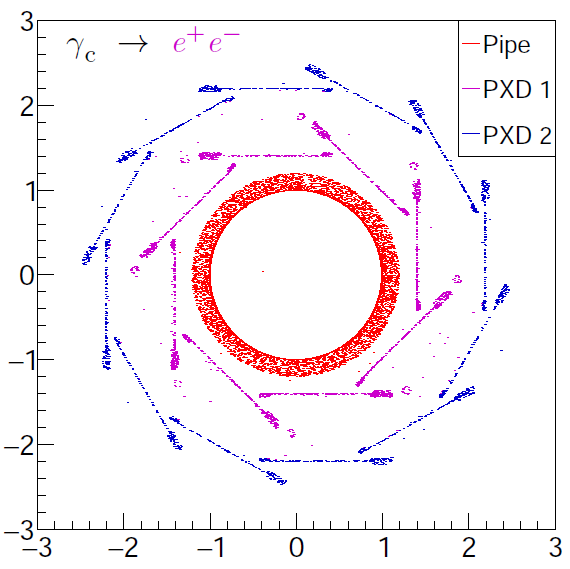 γc → e+ e−
Pipe
PXD 1
PXD 2
3
2
1
0
−1
−2
−3
−3 −2 −1 0 1 2 3